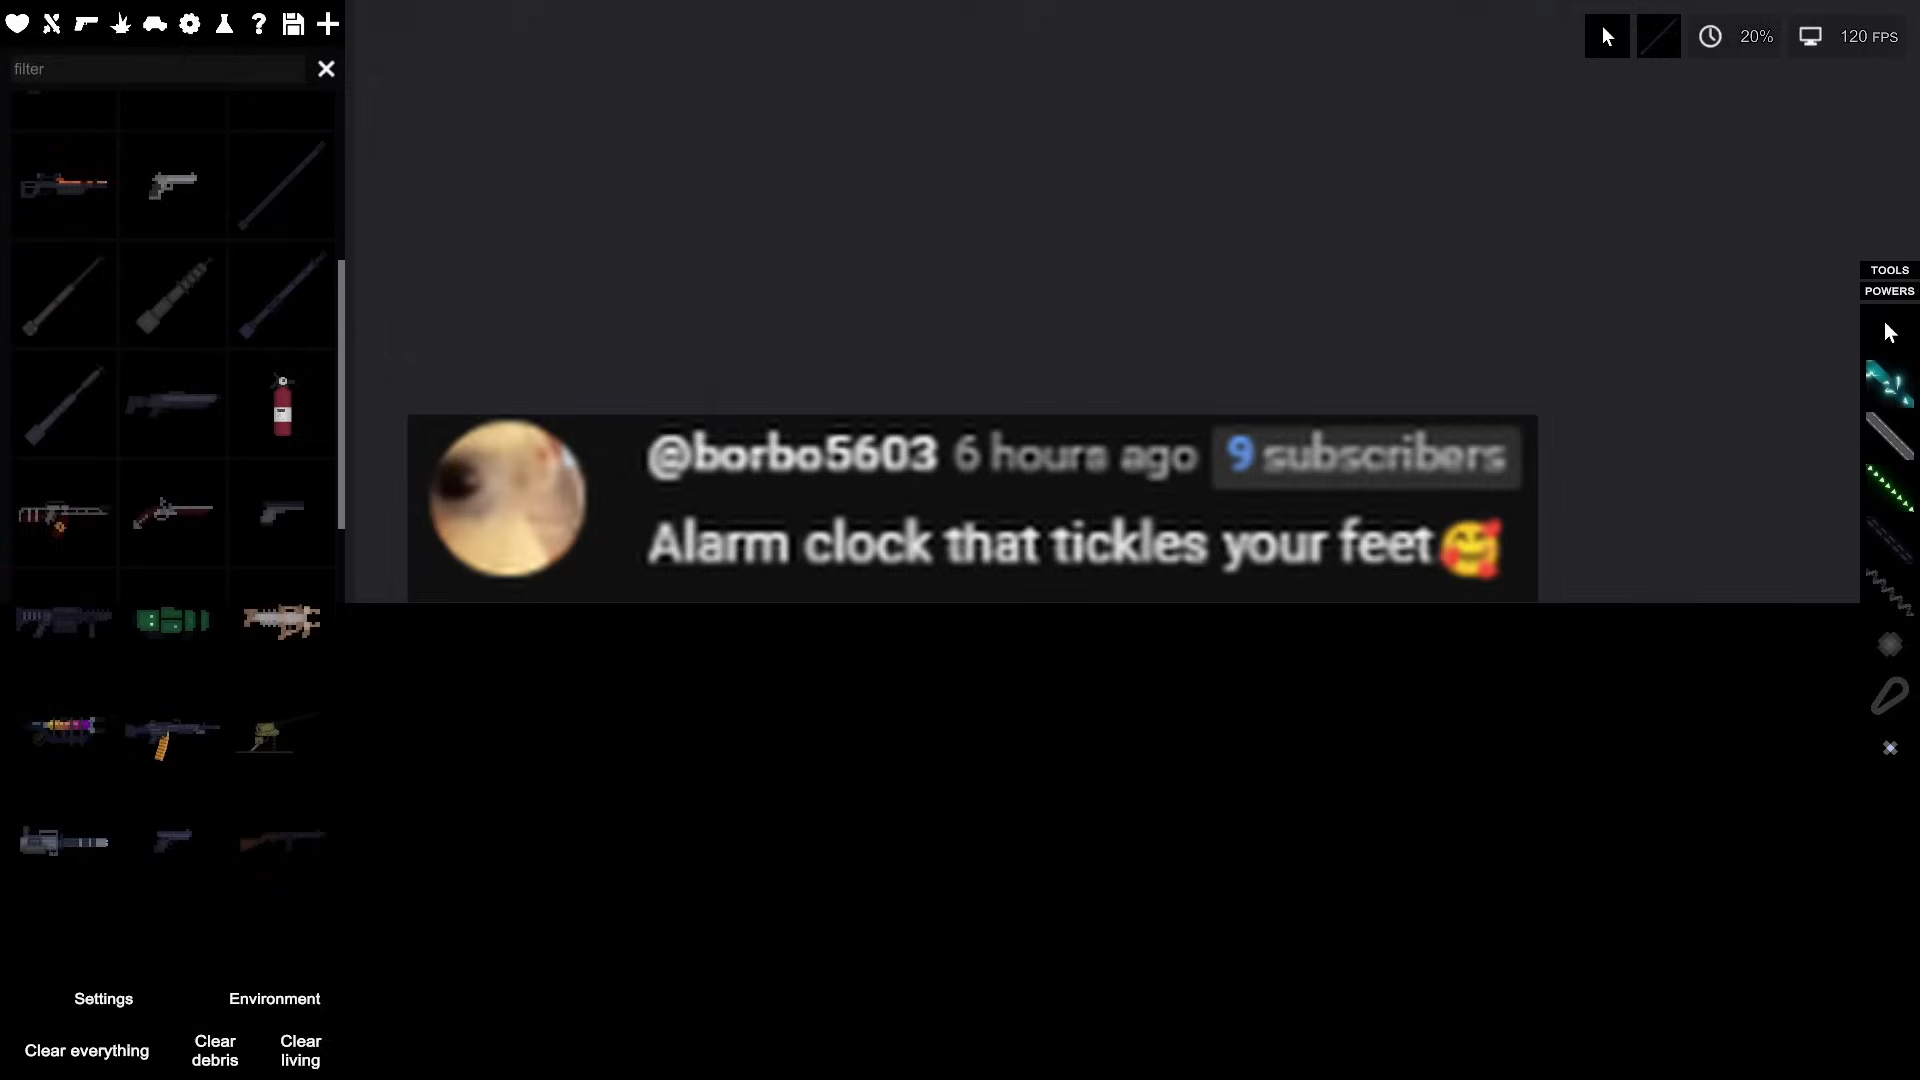 filter
20%
120 FPS
TOOLS
POWERS
@borbo5603 6 hours ago 9 subscribers
Alarm clock that tickles your feet🥰
Settings
Environment
Clear everything
Clear debris
Clear living